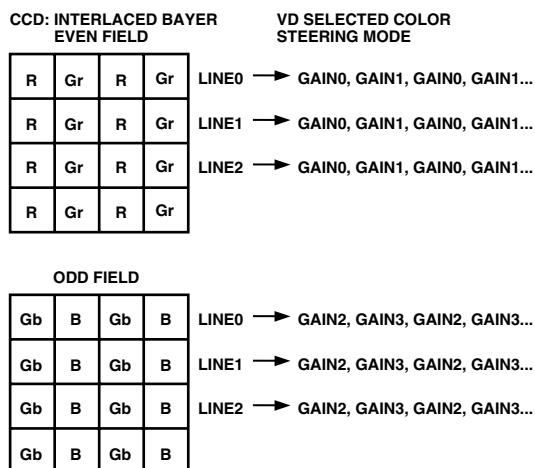 CCD: INTERLACED BAYER VD SELECTED COLOR
EVEN FIELD STEERING MODE
R Gr R Gr LINE0 GAIN0, GAIN1, GAIN0, GAIN1...
R Gr R Gr LINE1 GAIN0, GAIN1, GAIN0, GAIN1...
R Gr R Gr LINE2 GAIN0, GAIN1, GAIN0, GAIN1...
R Gr R Gr
ODD FIELD
Gb B Gb B LINE0 GAIN2, GAIN3, GAIN2, GAIN3...
Gb B Gb B LINE1 GAIN2, GAIN3, GAIN2, GAIN3...
Gb B Gb B LINE2 GAIN2, GAIN3, GAIN2, GAIN3...
Gb B Gb B